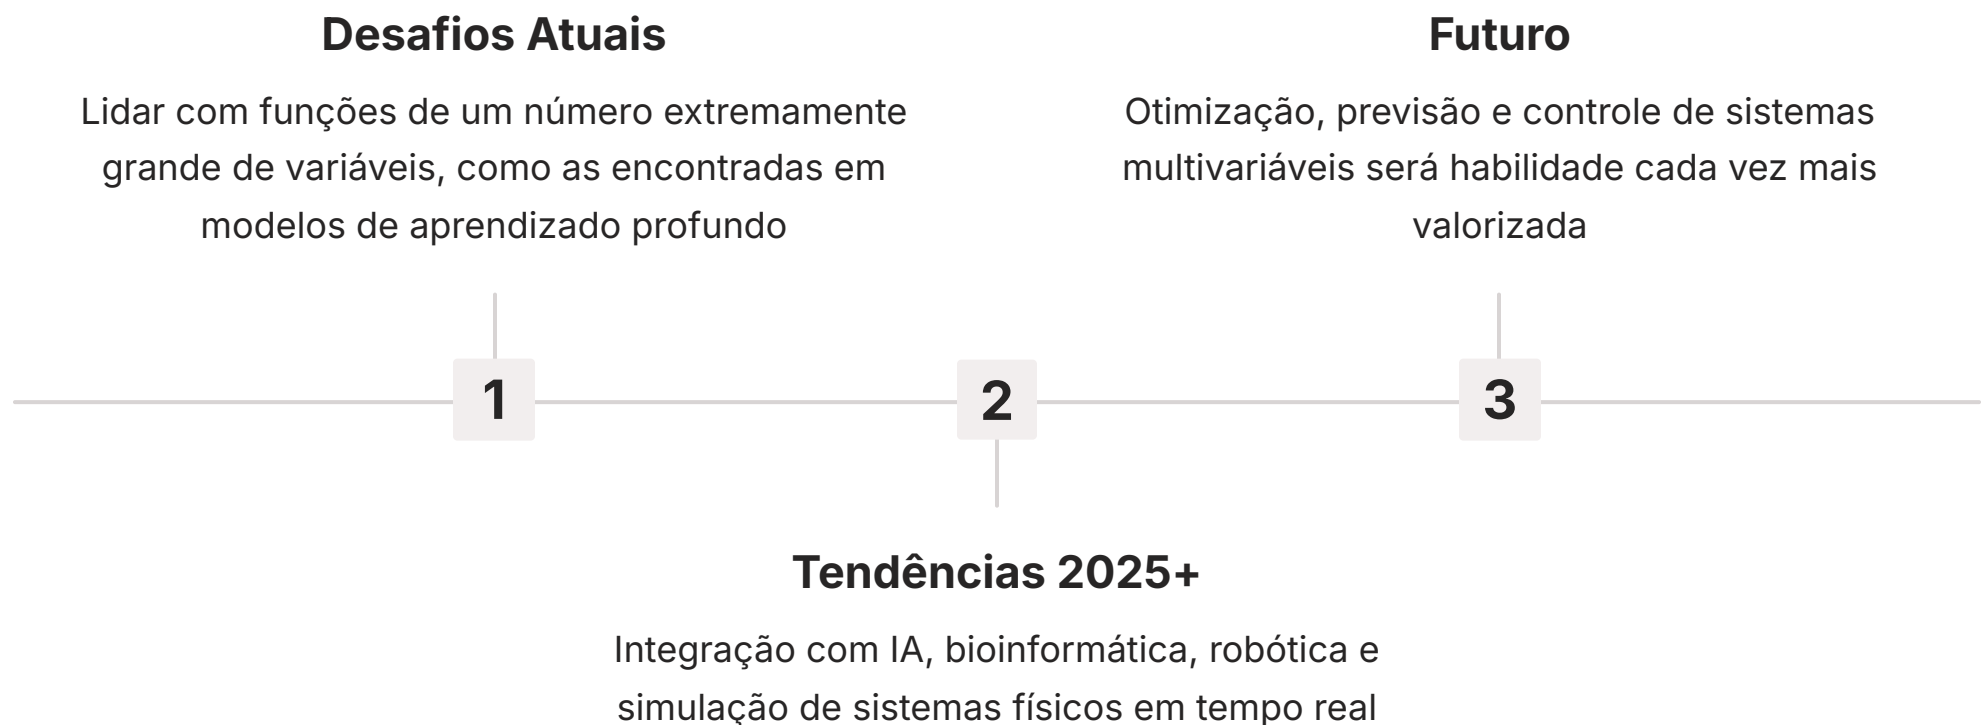 Desafios Atuais
Lidar com funções de um número extremamente
grande de variáveis, como as encontradas em
modelos de aprendizado profundo
Futuro
Otimização, previsão e controle de sistemas
multivariáveis será habilidade cada vez mais
valorizada
1
2
3
Tendências 2025+
Integração com IA, bioinformática, robótica e
simulação de sistemas físicos em tempo real